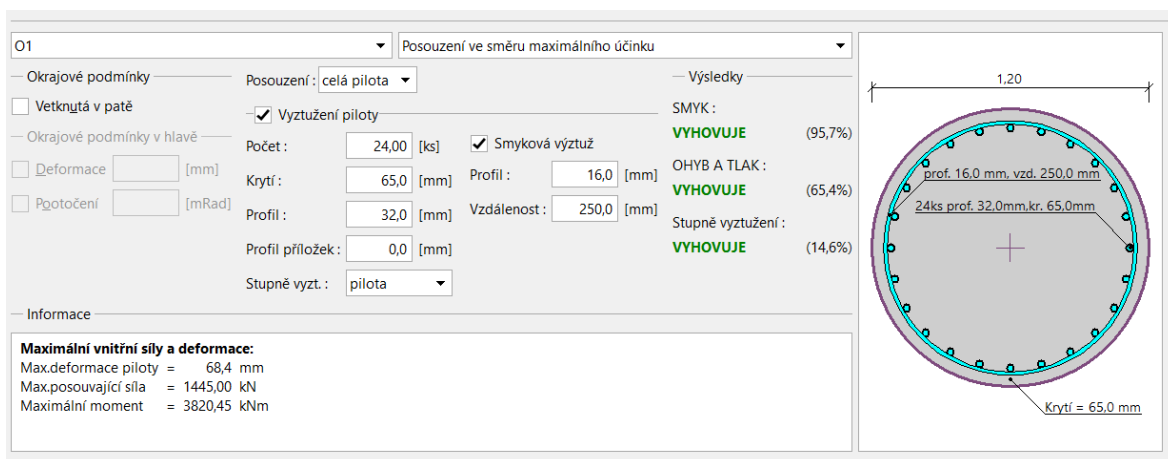 O1
Posouzení ve směru maximálního účinku
Okrajové podmínky
Vetknutá v patě
Okrajové podmínky v hlavě
Deformace [mm]
Pootočení [mRad]
Posouzení : celá pilota
Vyztužení piloty
Počet : 24,00 [ks]
Krytí : 65,0 [mm]
Profil : 32,0 [mm]
Profil příložek : 0,0 [mm]
Stupně vyzt. : pilota
Smyková výztuž
Profil : 16,0 [mm]
Vzdálenost : 250,0 [mm]
Výsledky
SMYK :
VYHOVUJE (95,7%)
OHYB A TLAK :
VYHOVUJE (65,4%)
Stupně vyztužení :
VYHOVUJE (14,6%)
Informace
Maximální vnitřní síly a deformace:
Max.deformace piloty = 68,4 mm
Max.posouvající síla = 1445,00 kN
Maximální moment = 3820,45 kNm
1,20
prof. 16,0 mm, vzd. 250,0 mm
24ks prof. 32,0mm,kr. 65,0mm
Krytí = 65,0 mm